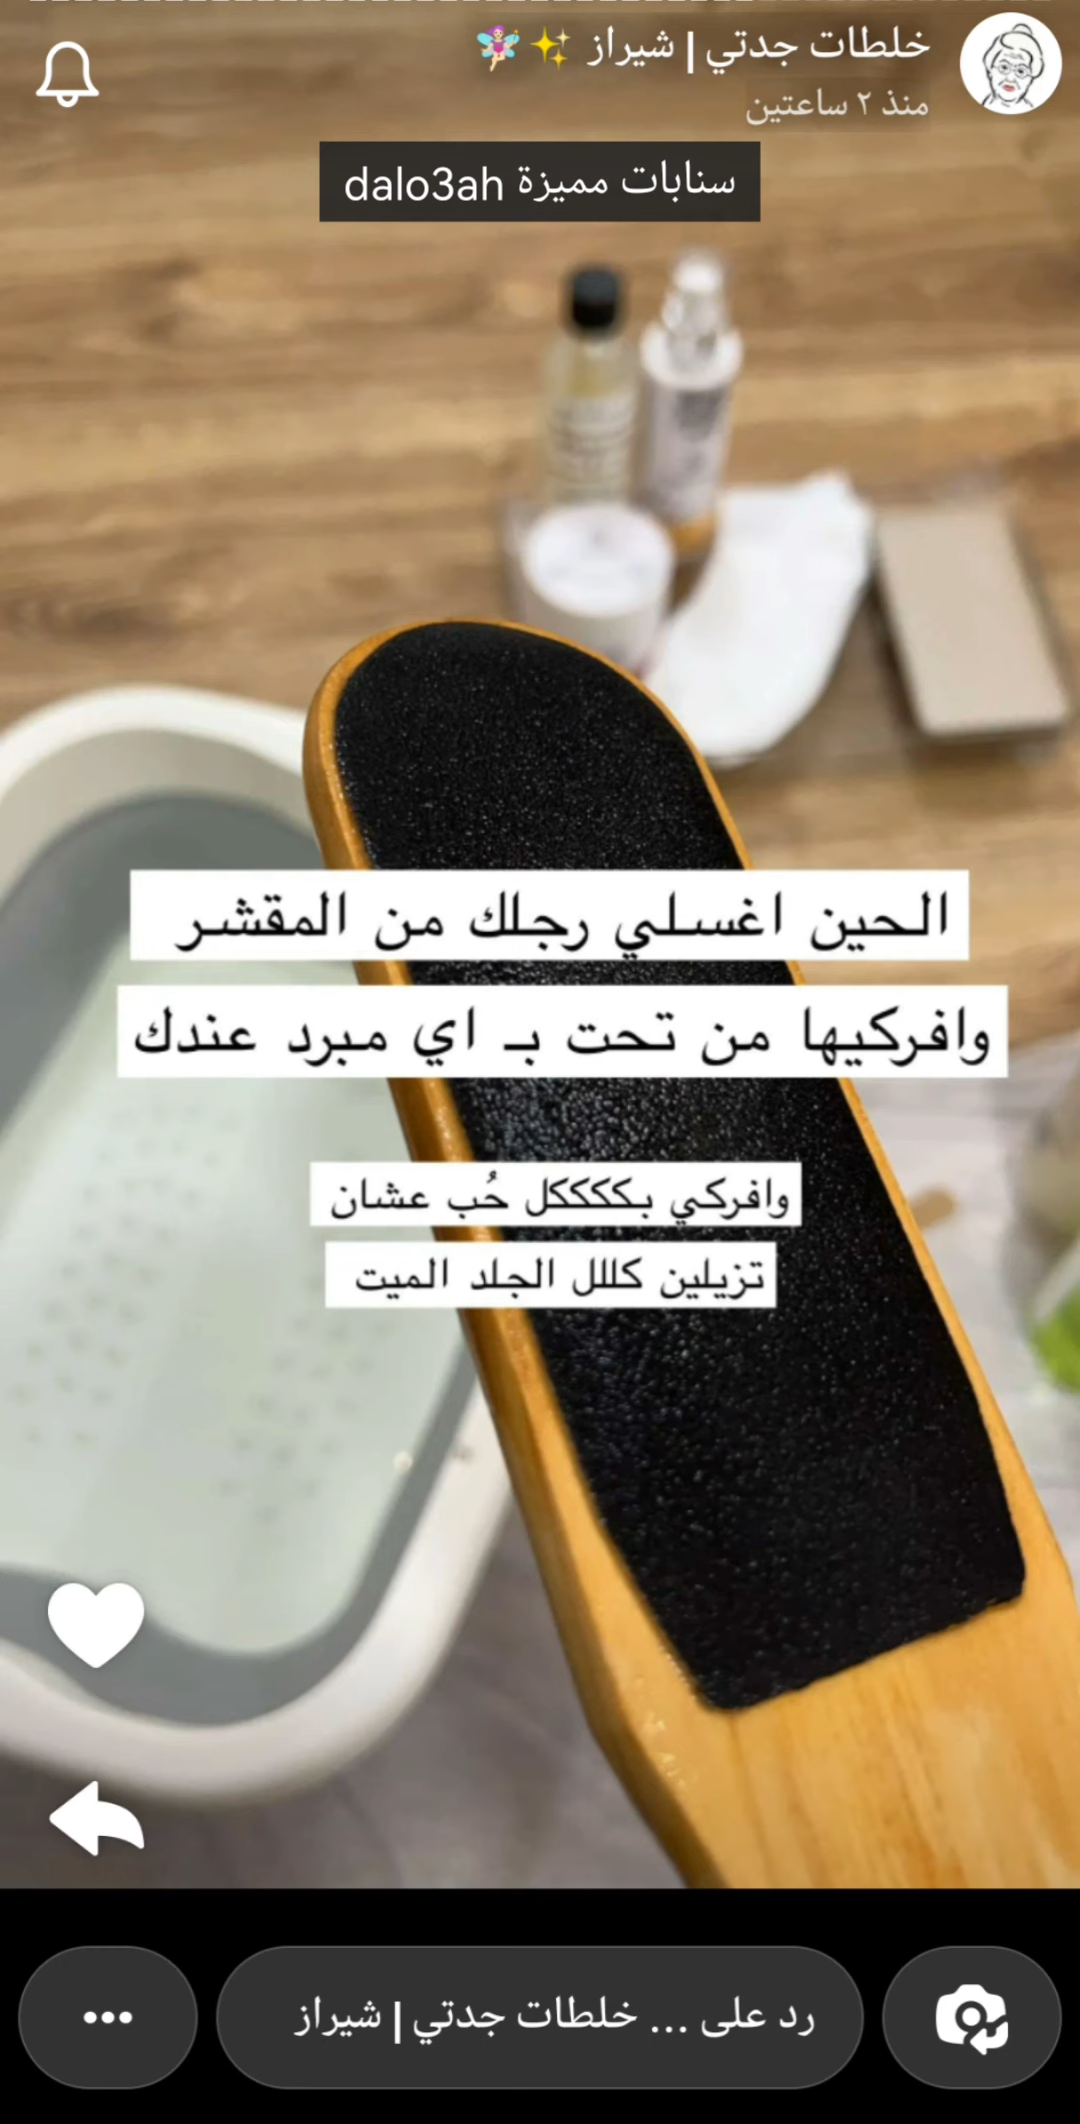 خلطات جدتي | شيراز ✨🧚🏻‍♀️
منذ ٢ ساعتين
سنابات مميزة dalo3ah
الحين اغسلي رجلك من المقشر
وافركيها من تحت بـ اي مبرد عندك
وافركي بككككل حُب عشان
تزيلين كللل الجلد الميت
رد على ... خلطات جدتي | شيراز